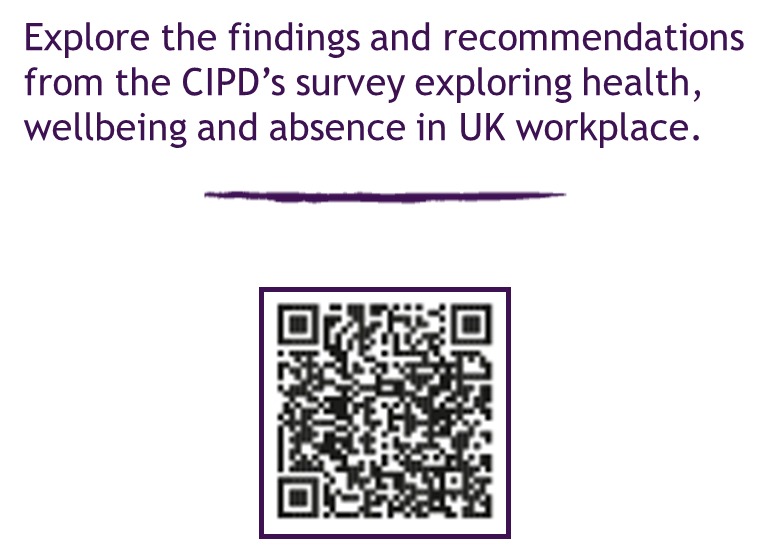 Explore the findings and recommendations
from the CIPD’s survey exploring health,
wellbeing and absence in UK workplace.